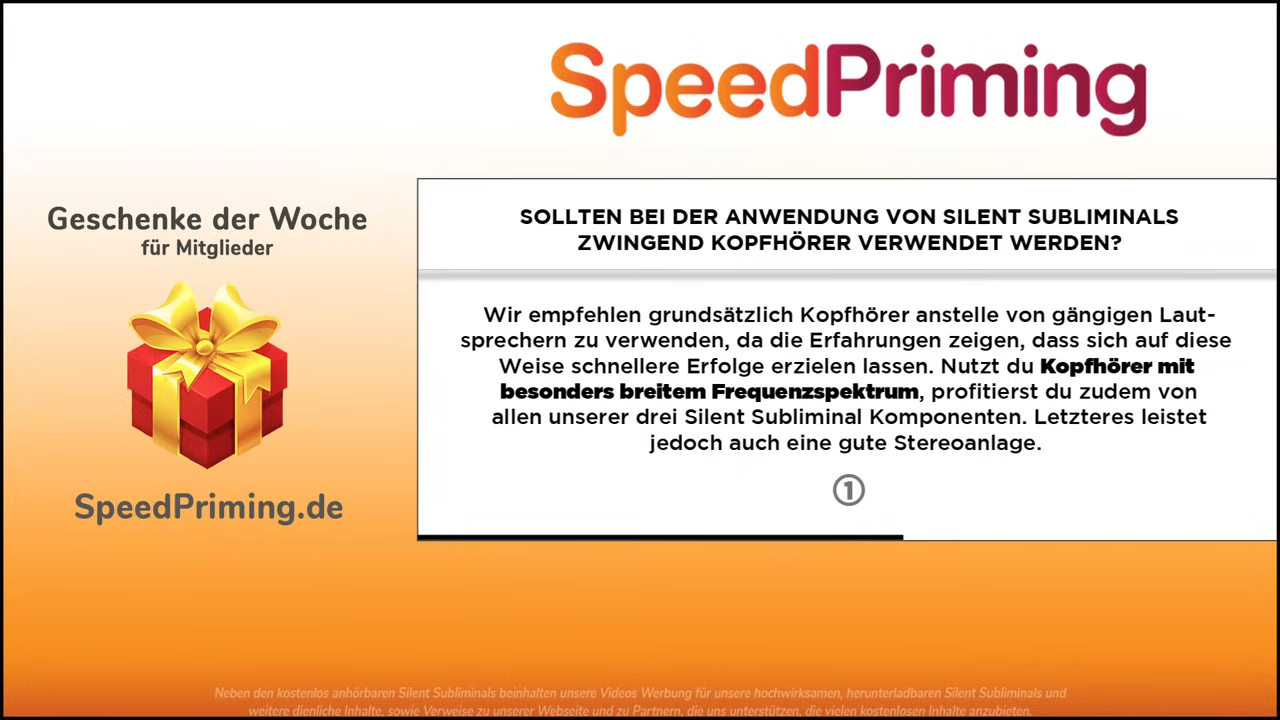 SpeedPriming
Geschenke der Woche
für Mitglieder
SpeedPriming.de
SOLLTEN BEI DER ANWENDUNG VON SILENT SUBLIMINALS
ZWINGEND KOPFHÖRER VERWENDET WERDEN?
Wir empfehlen grundsätzlich Kopfhörer anstelle von gängigen Laut-
sprechern zu verwenden, da die Erfahrungen zeigen, dass sich auf diese
Weise schnellere Erfolge erzielen lassen. Nutzt du Kopfhörer mit
besonders breitem Frequenzspektrum, profitierst du zudem von
allen unserer drei Silent Subliminal Komponenten. Letzteres leistet
jedoch auch eine gute Stereoanlage.
①
Neben den kostenlos anhörbaren Silent Subliminals beinhalten unsere Videos Werbung für unsere hochwirksamen, herunterladbaren Silent Subliminals und
weitere dienliche Inhalte, sowie Verweise zu unserer Webseite und zu Partnern, die uns unterstützen, die vielen kostenlosen Inhalte anzubieten.